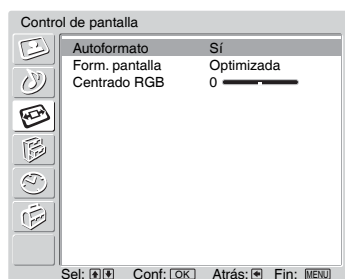 Control de pantalla
Autoformato Sí
Form. pantalla Optimizada
Centrado RGB 0
Sel: Conf: OK Atrás: Fin: MENU